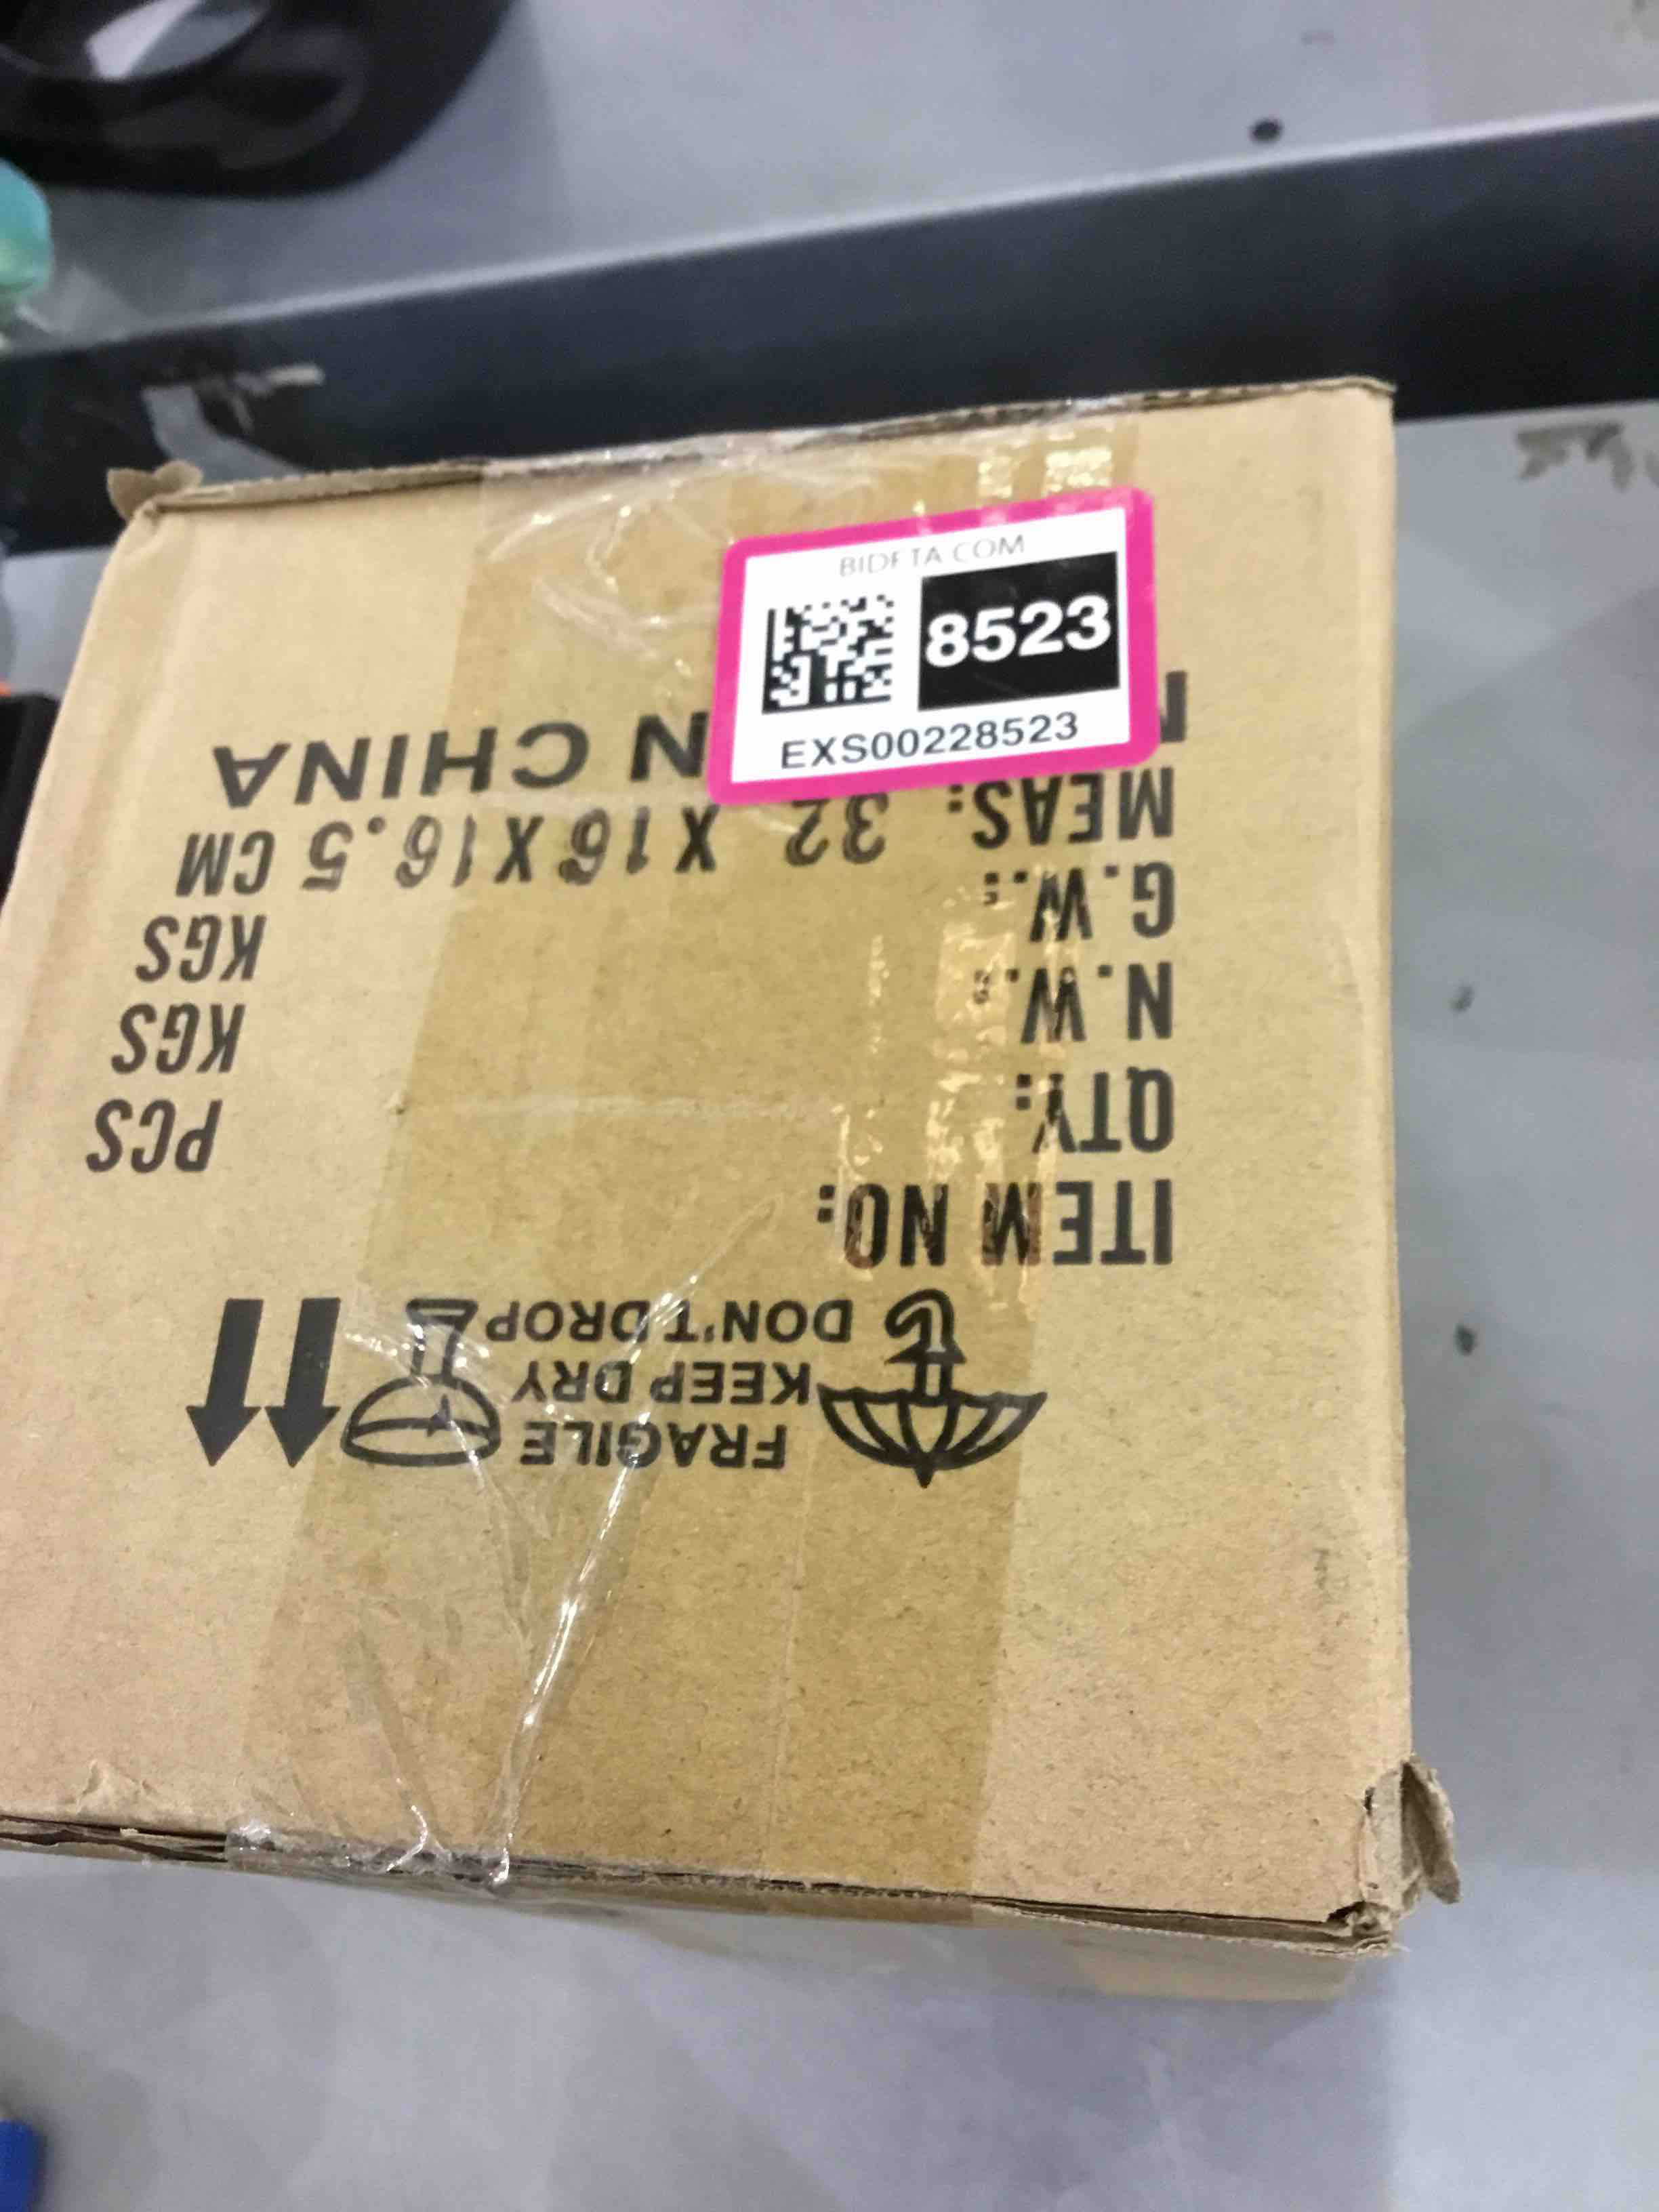 BIDFTA.COM
8523
EXS00228523
FRAGILE
KEEP DRY
DON'T DROP
ITEM NO:
QTY: PCS
N.W.: KGS
G.W.: KGS
MEAS: 32 X16X16.5 CM
N CHINA